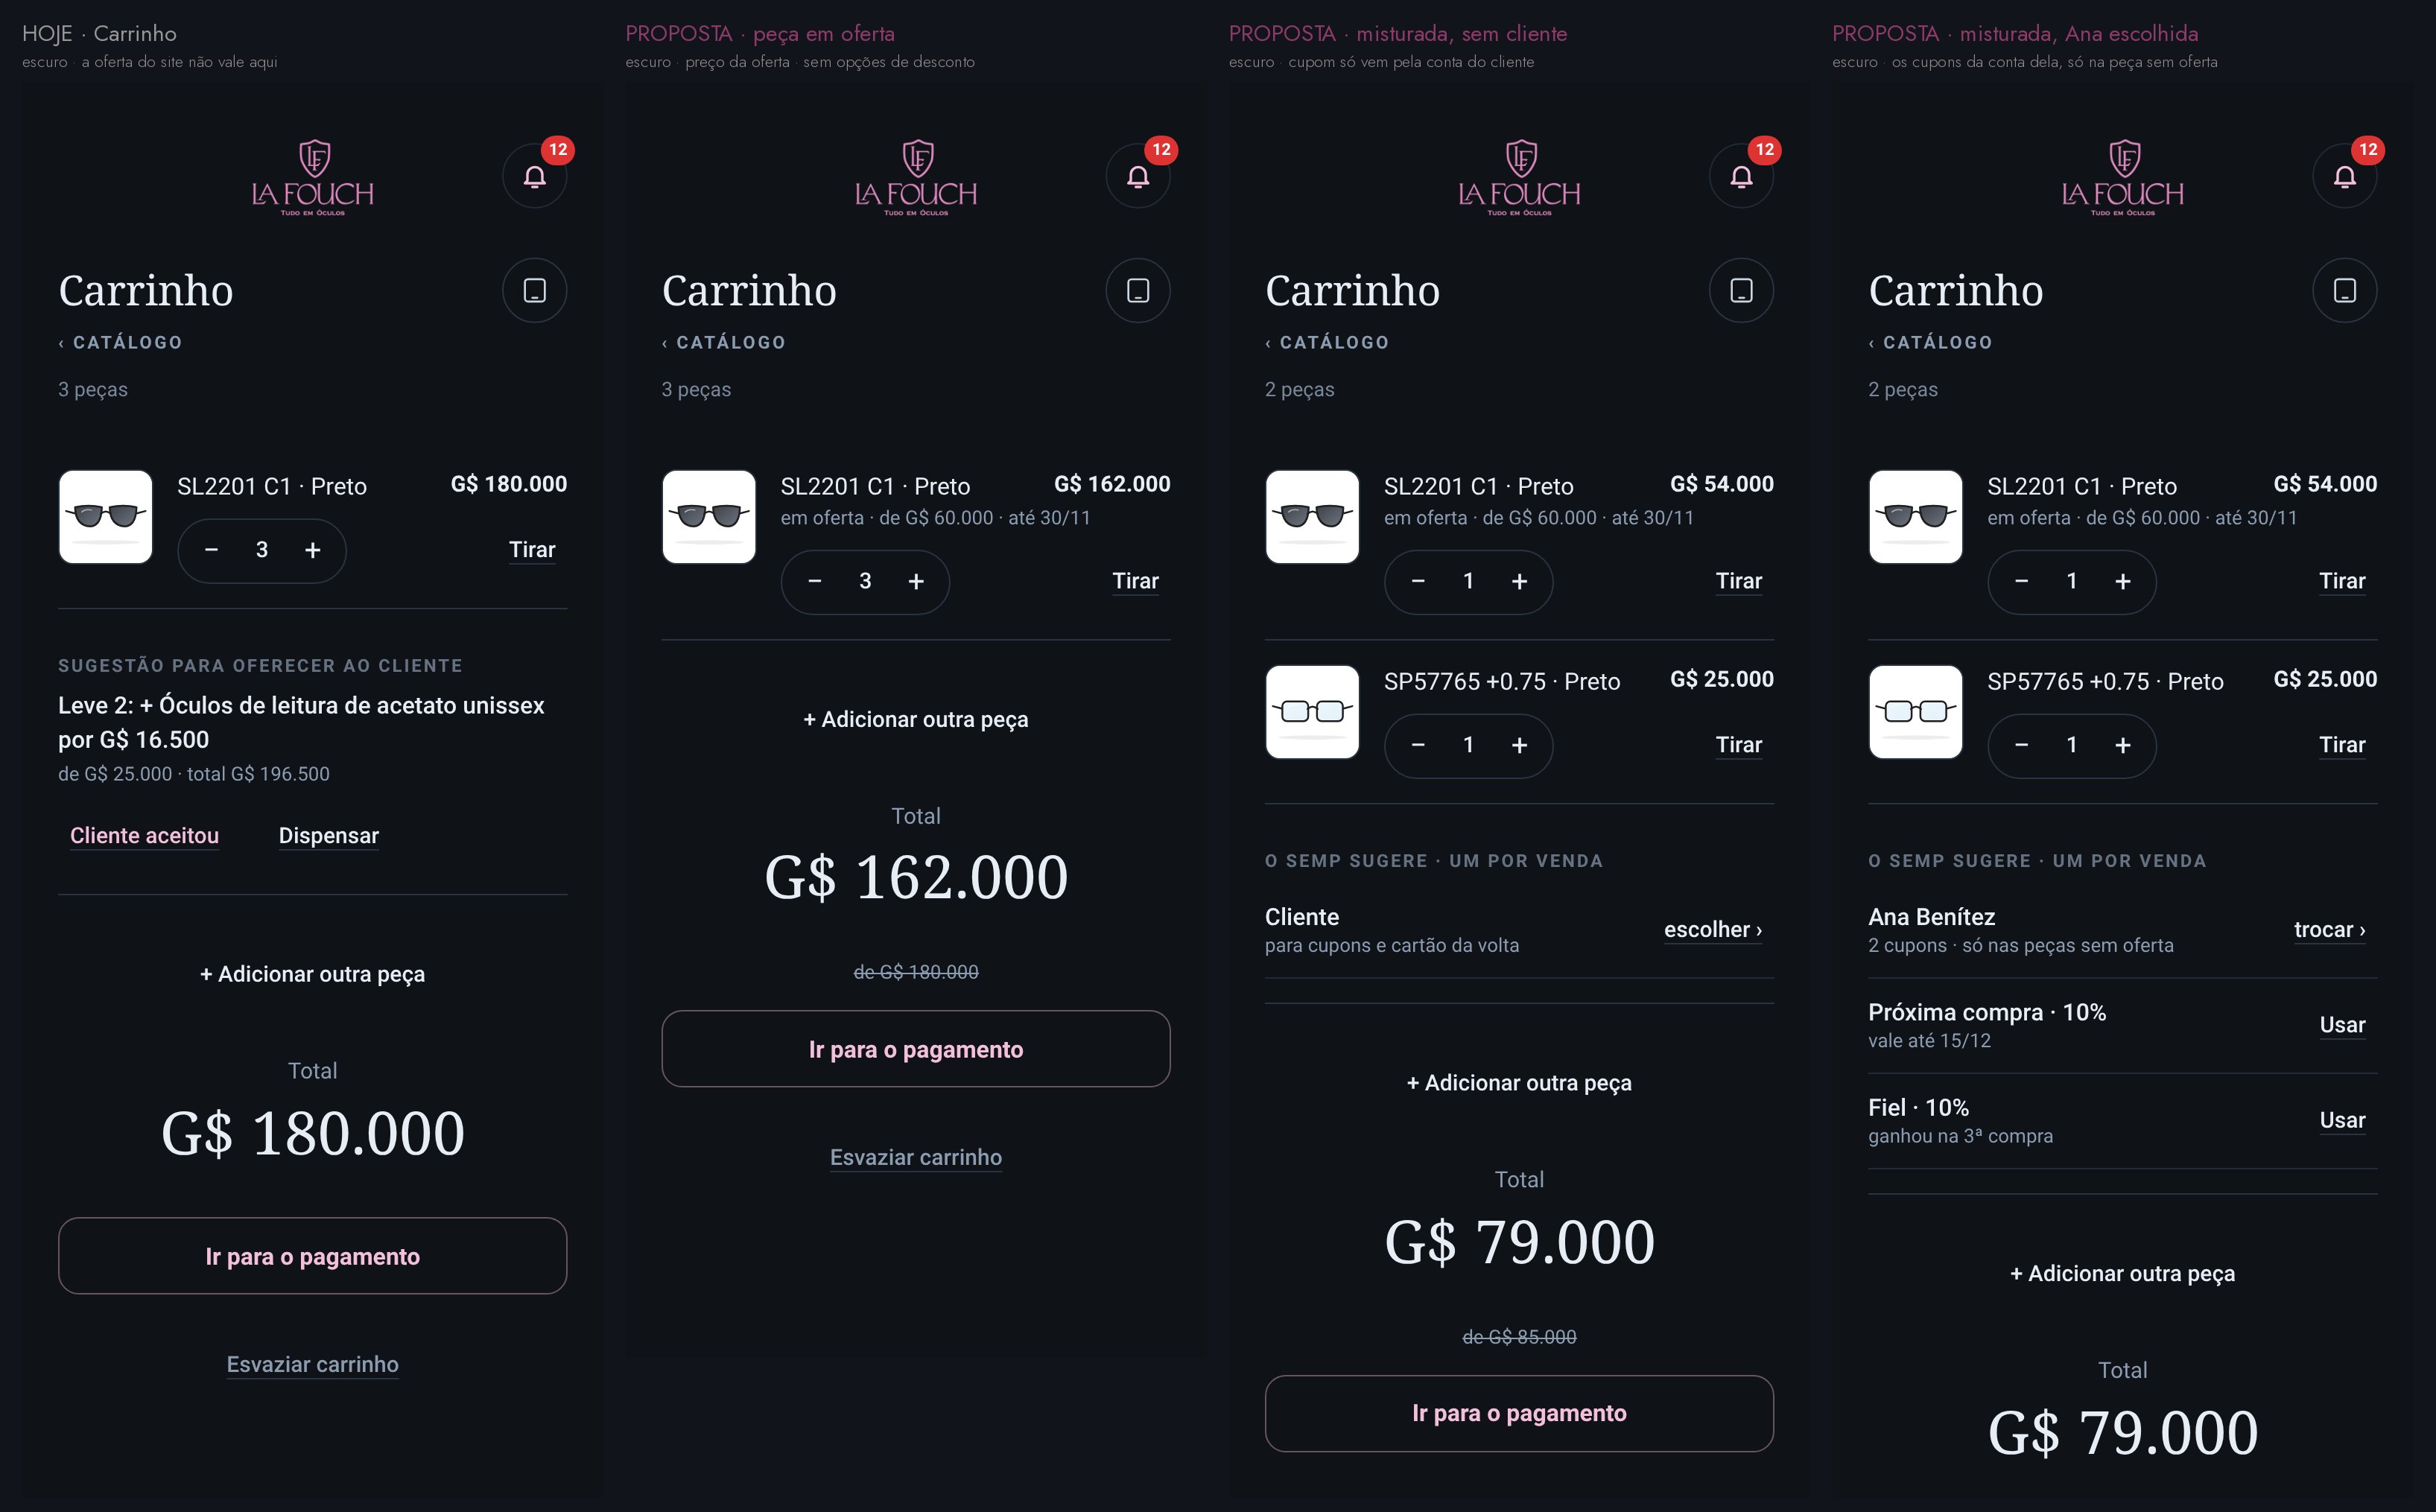 HOJE · Carrinho
escuro · a oferta do site não vale aqui
12
LF
LA FOUCH
TUDO EM ÓCULOS
Carrinho
‹ CATÁLOGO
3 peças
SL2201 C1 · Preto
G$ 180.000
− 3 +
Tirar
SUGESTÃO PARA OFERECER AO CLIENTE
Leve 2: + Óculos de leitura de acetato unissex
por G$ 16.500
de G$ 25.000 · total G$ 196.500
Cliente aceitou
Dispensar
+ Adicionar outra peça
Total
G$ 180.000
Ir para o pagamento
Esvaziar carrinho
PROPOSTA · peça em oferta
escuro · preço da oferta · sem opções de desconto
12
LF
LA FOUCH
TUDO EM ÓCULOS
Carrinho
‹ CATÁLOGO
3 peças
SL2201 C1 · Preto
G$ 162.000
em oferta · de G$ 60.000 · até 30/11
− 3 +
Tirar
+ Adicionar outra peça
Total
G$ 162.000
de G$ 180.000
Ir para o pagamento
Esvaziar carrinho
PROPOSTA · misturada, sem cliente
escuro · cupom só vem pela conta do cliente
12
LF
LA FOUCH
TUDO EM ÓCULOS
Carrinho
‹ CATÁLOGO
2 peças
SL2201 C1 · Preto
G$ 54.000
em oferta · de G$ 60.000 · até 30/11
− 1 +
Tirar
SP57765 +0.75 · Preto
G$ 25.000
− 1 +
Tirar
O SEMP SUGERE · UM POR VENDA
Cliente
para cupons e cartão da volta
escolher ›
+ Adicionar outra peça
Total
G$ 79.000
de G$ 85.000
Ir para o pagamento
PROPOSTA · misturada, Ana escolhida
escuro · os cupons da conta dela, só na peça sem oferta
12
LF
LA FOUCH
TUDO EM ÓCULOS
Carrinho
‹ CATÁLOGO
2 peças
SL2201 C1 · Preto
G$ 54.000
em oferta · de G$ 60.000 · até 30/11
− 1 +
Tirar
SP57765 +0.75 · Preto
G$ 25.000
− 1 +
Tirar
O SEMP SUGERE · UM POR VENDA
Ana Benítez
2 cupons · só nas peças sem oferta
trocar ›
Próxima compra · 10%
vale até 15/12
Usar
Fiel · 10%
ganhou na 3ª compra
Usar
+ Adicionar outra peça
Total
G$ 79.000